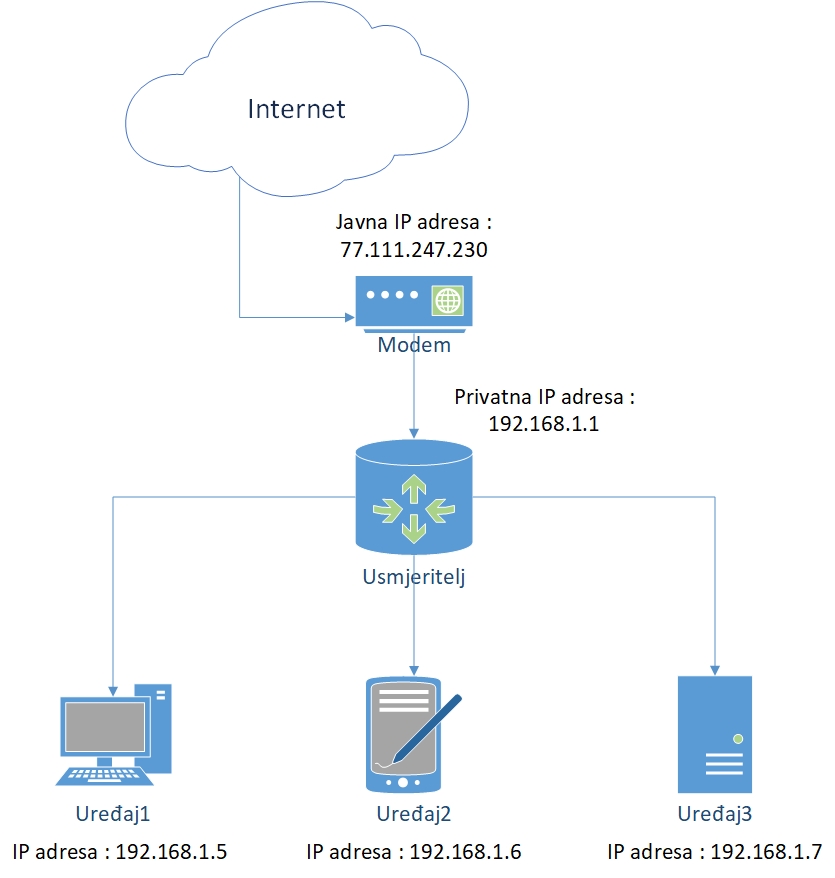 Internet
Javna IP adresa :
77.111.247.230
Modem
Privatna IP adresa :
192.168.1.1
Usmjeritelj
Uređaj1
Uređaj2
Uređaj3
IP adresa : 192.168.1.5
IP adresa : 192.168.1.6
IP adresa : 192.168.1.7